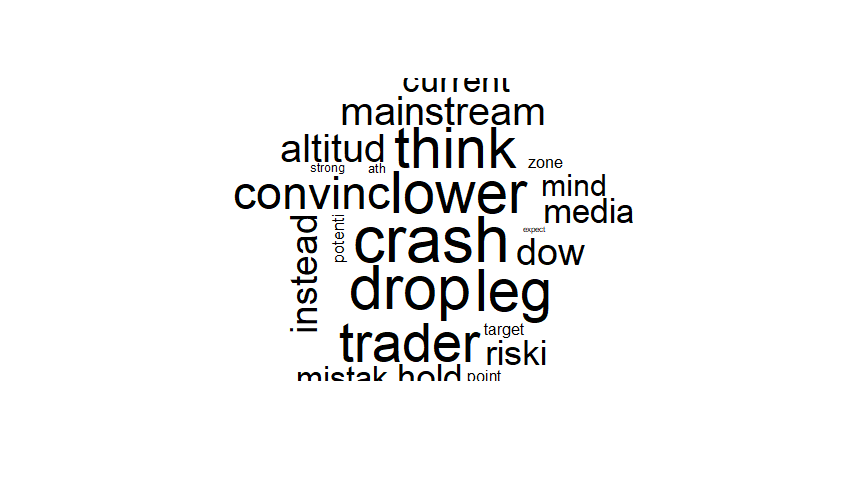 current
mainstream
altitud think zone
strong ath
convinc lower mind
media
instead potenti crash expect dow
drop leg
trader target
riski
mistak hold point